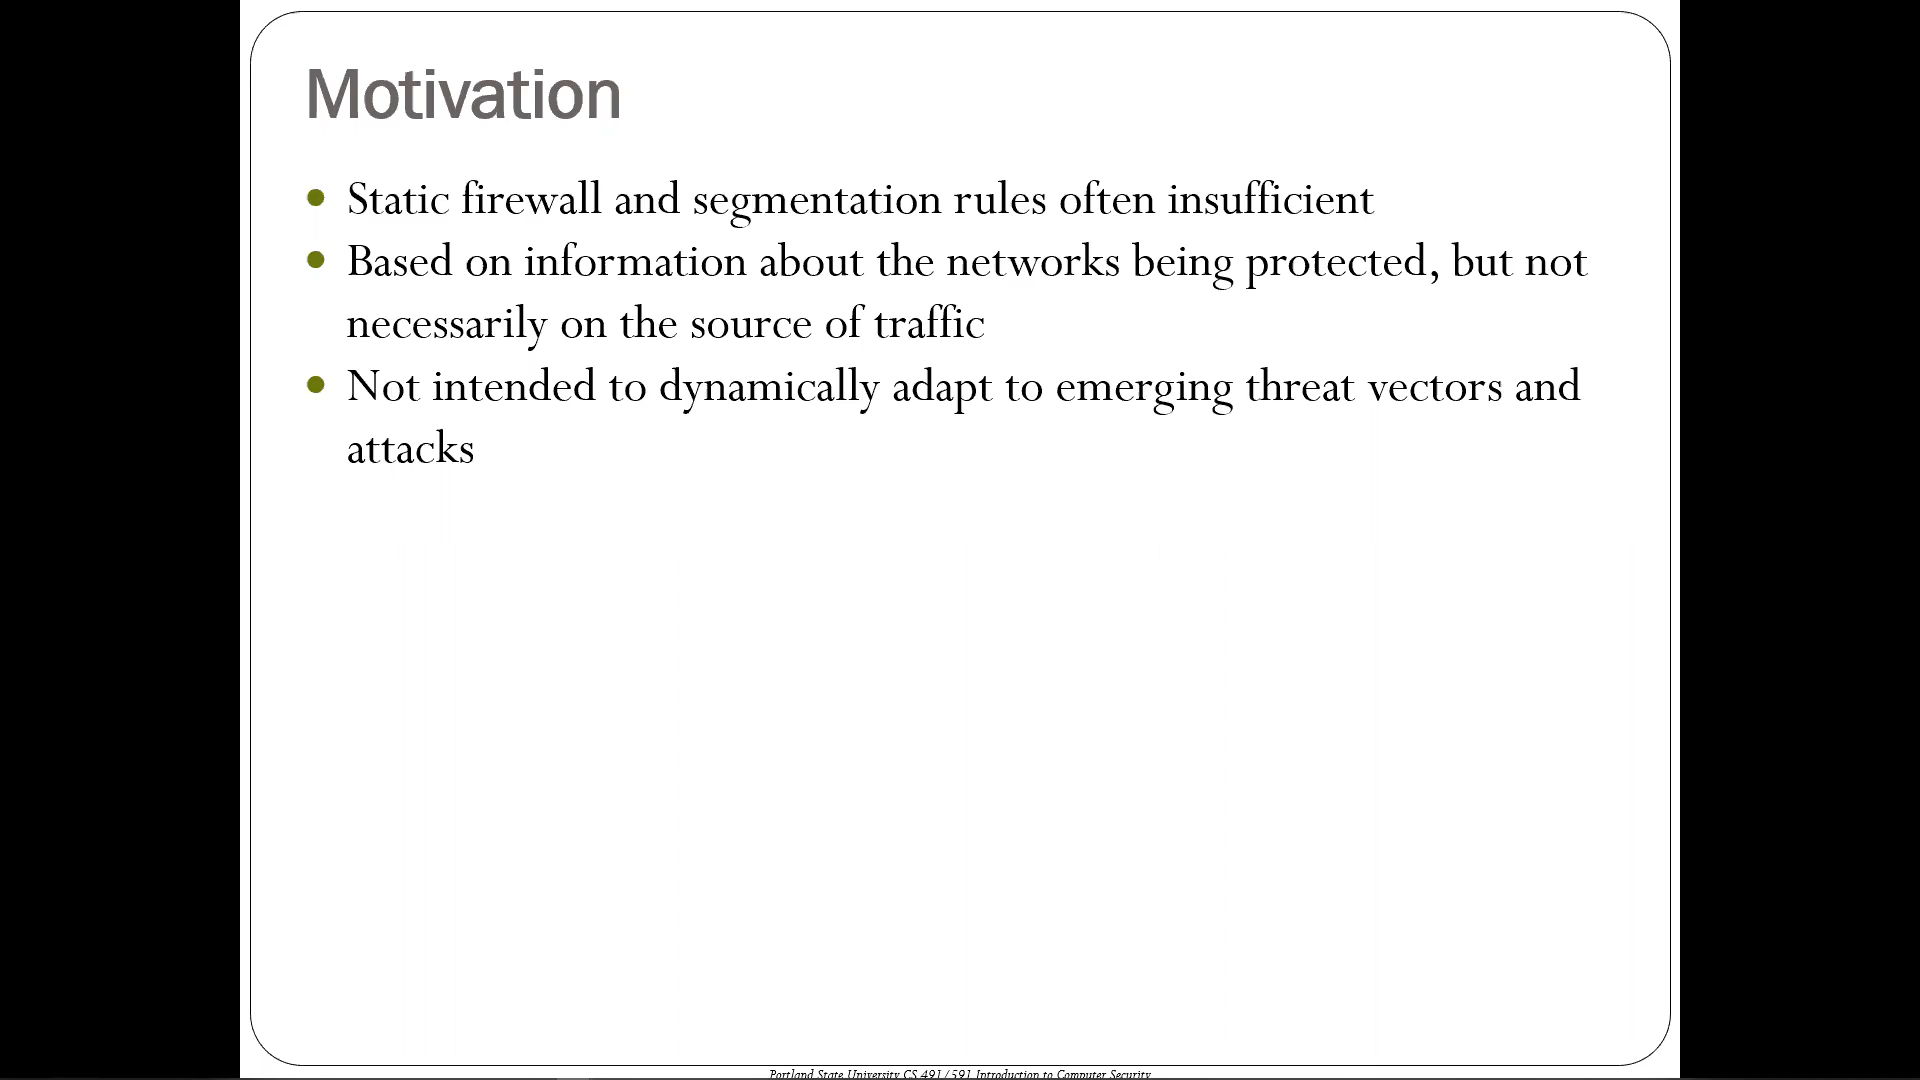 Motivation
• Static firewall and segmentation rules often insufficient
• Based on information about the networks being protected, but not
necessarily on the source of traffic
• Not intended to dynamically adapt to emerging threat vectors and
attacks
Portland State University CS 491/591 Introduction to Computer Security